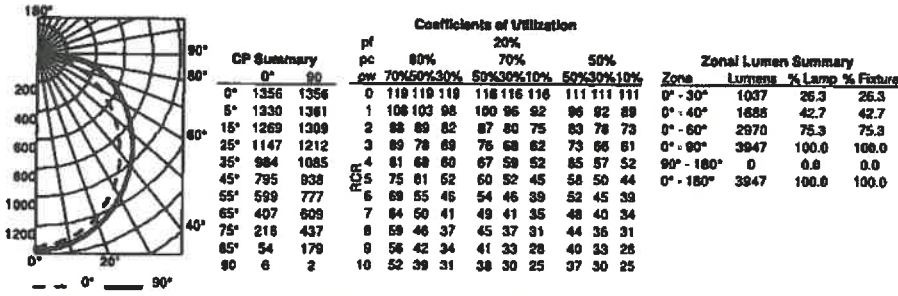 180°
Coefficients of Utilization
pf 20%
90° CP Summary pc 80% 70% 50% Zonal Lumen Summary
80° 0° 90 ρw 70%50%30% 50%30%10% 50%30%10% Zone Lumens % Lamp % Fixture
0° 1356 1356 0 119 119 119 116 116 116 111 111 111 0° - 30° 1037 26.3 26.3
200 5° 1330 1361 1 108 103 98 100 96 92 96 92 89 0° - 40° 1686 42.7 42.7
400 15° 1269 1309 2 98 89 82 87 80 75 83 78 73 0° - 60° 2970 75.3 75.3
600 60° 25° 1147 1212 3 89 78 69 76 68 62 73 66 61 0° - 90° 3947 100.0 100.0
800 35° 984 1085 RCR 4 81 68 60 67 59 52 65 57 52 90° - 180° 0 0.0 0.0
45° 795 938 5 75 61 52 60 52 45 58 50 44 0° - 180° 3947 100.0 100.0
1000 55° 599 777 6 69 55 46 54 46 39 52 45 39
65° 407 609 7 64 50 41 49 41 35 48 40 34
1200 40° 75° 216 437 8 59 46 37 45 37 31 44 36 31
85° 54 179 9 56 42 34 41 33 28 40 33 28
0° 20° 90 6 2 10 52 39 31 38 30 25 37 30 25
0° 90°